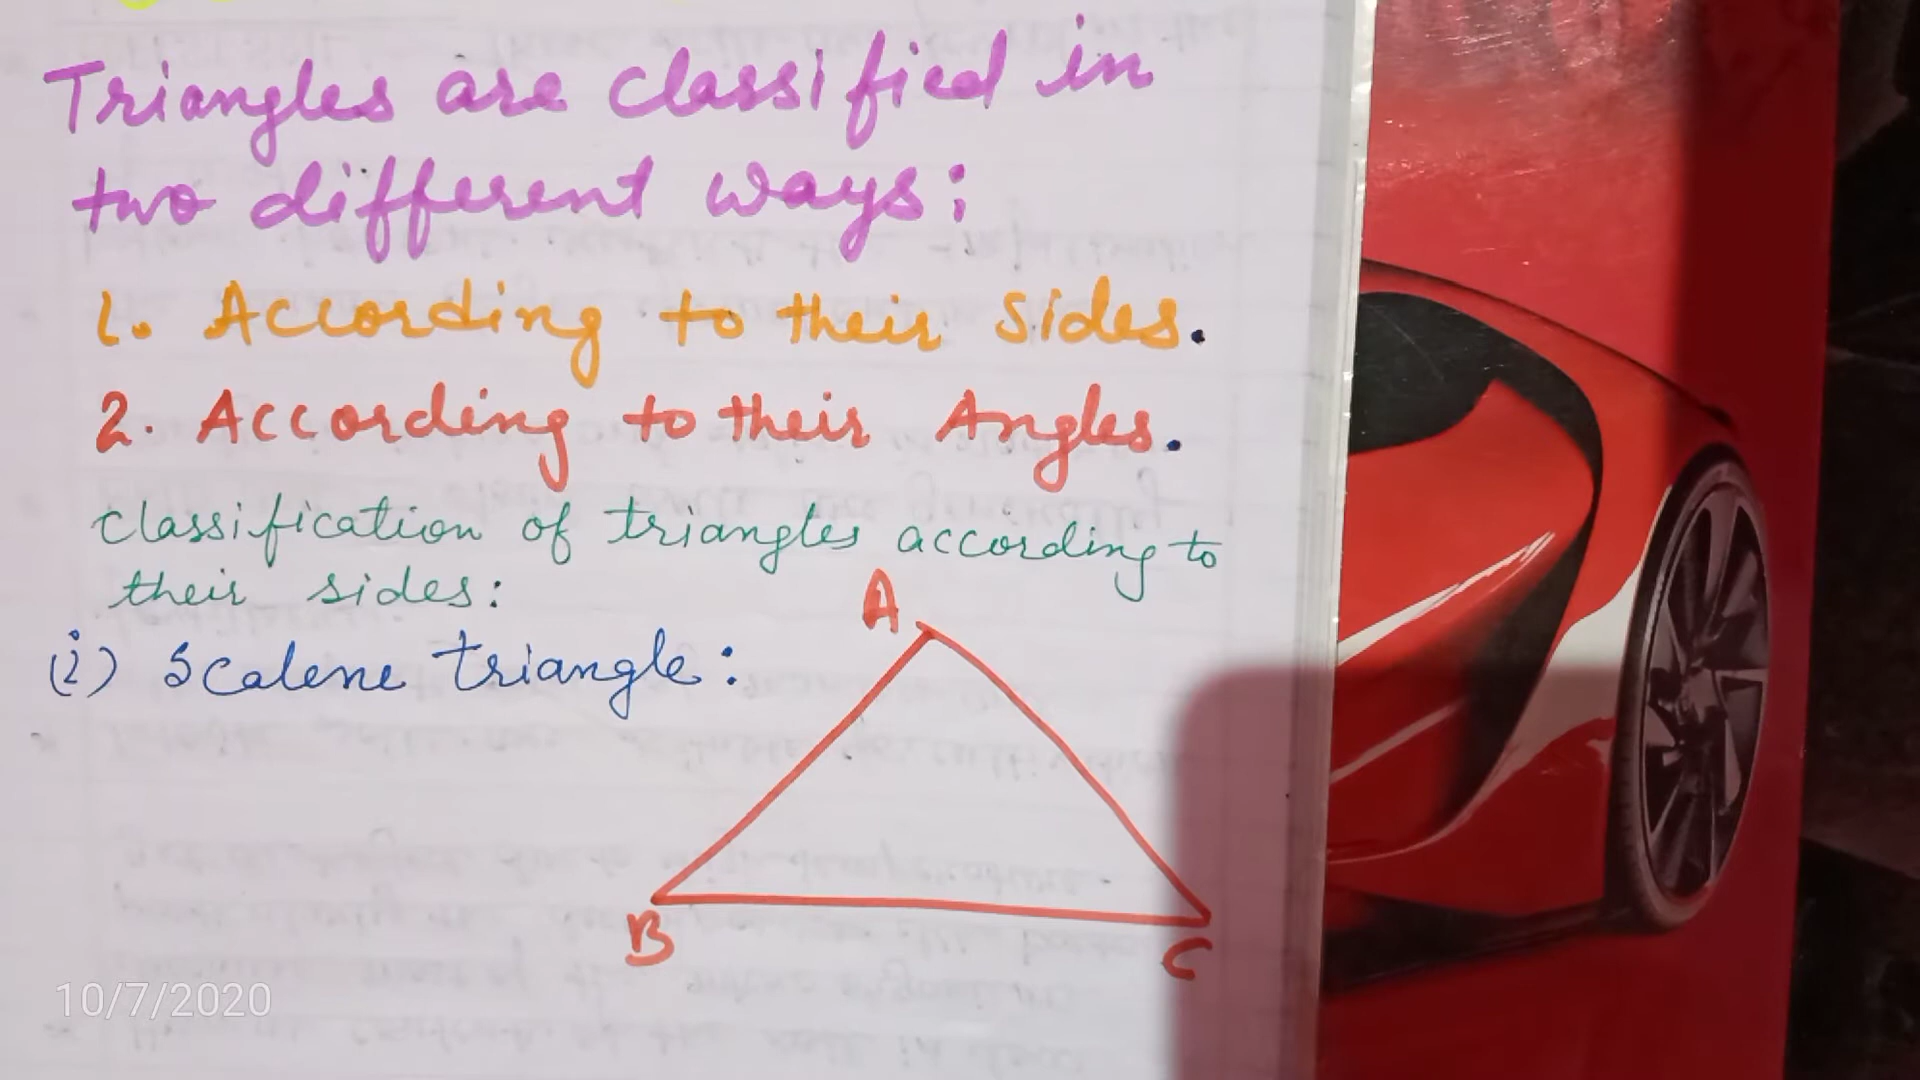 Triangles are classified in
two different ways:
1. According to their sides.
2. According to their Angles.
classification of triangles according to
their sides:
(i) Scalene triangle:
A
B
C
10/7/2020